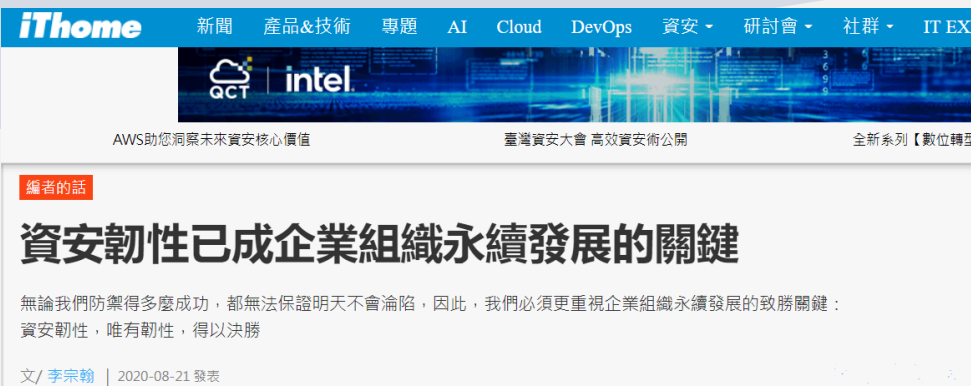 iThome 新聞 產品&技術 專題 AI Cloud DevOps 資安 研討會 社群 IT EX
QCT intel.
AWS助您洞察未來資安核心價值 臺灣資安大會 高效資安術公開 全新系列【數位轉型
編者的話
資安韌性已成企業組織永續發展的關鍵
無論我們防禦得多麼成功，都無法保證明天不會淪陷，因此，我們必須更重視企業組織永續發展的致勝關鍵：
資安韌性，唯有韌性，得以決勝
文/ 李宗翰 | 2020-08-21 發表